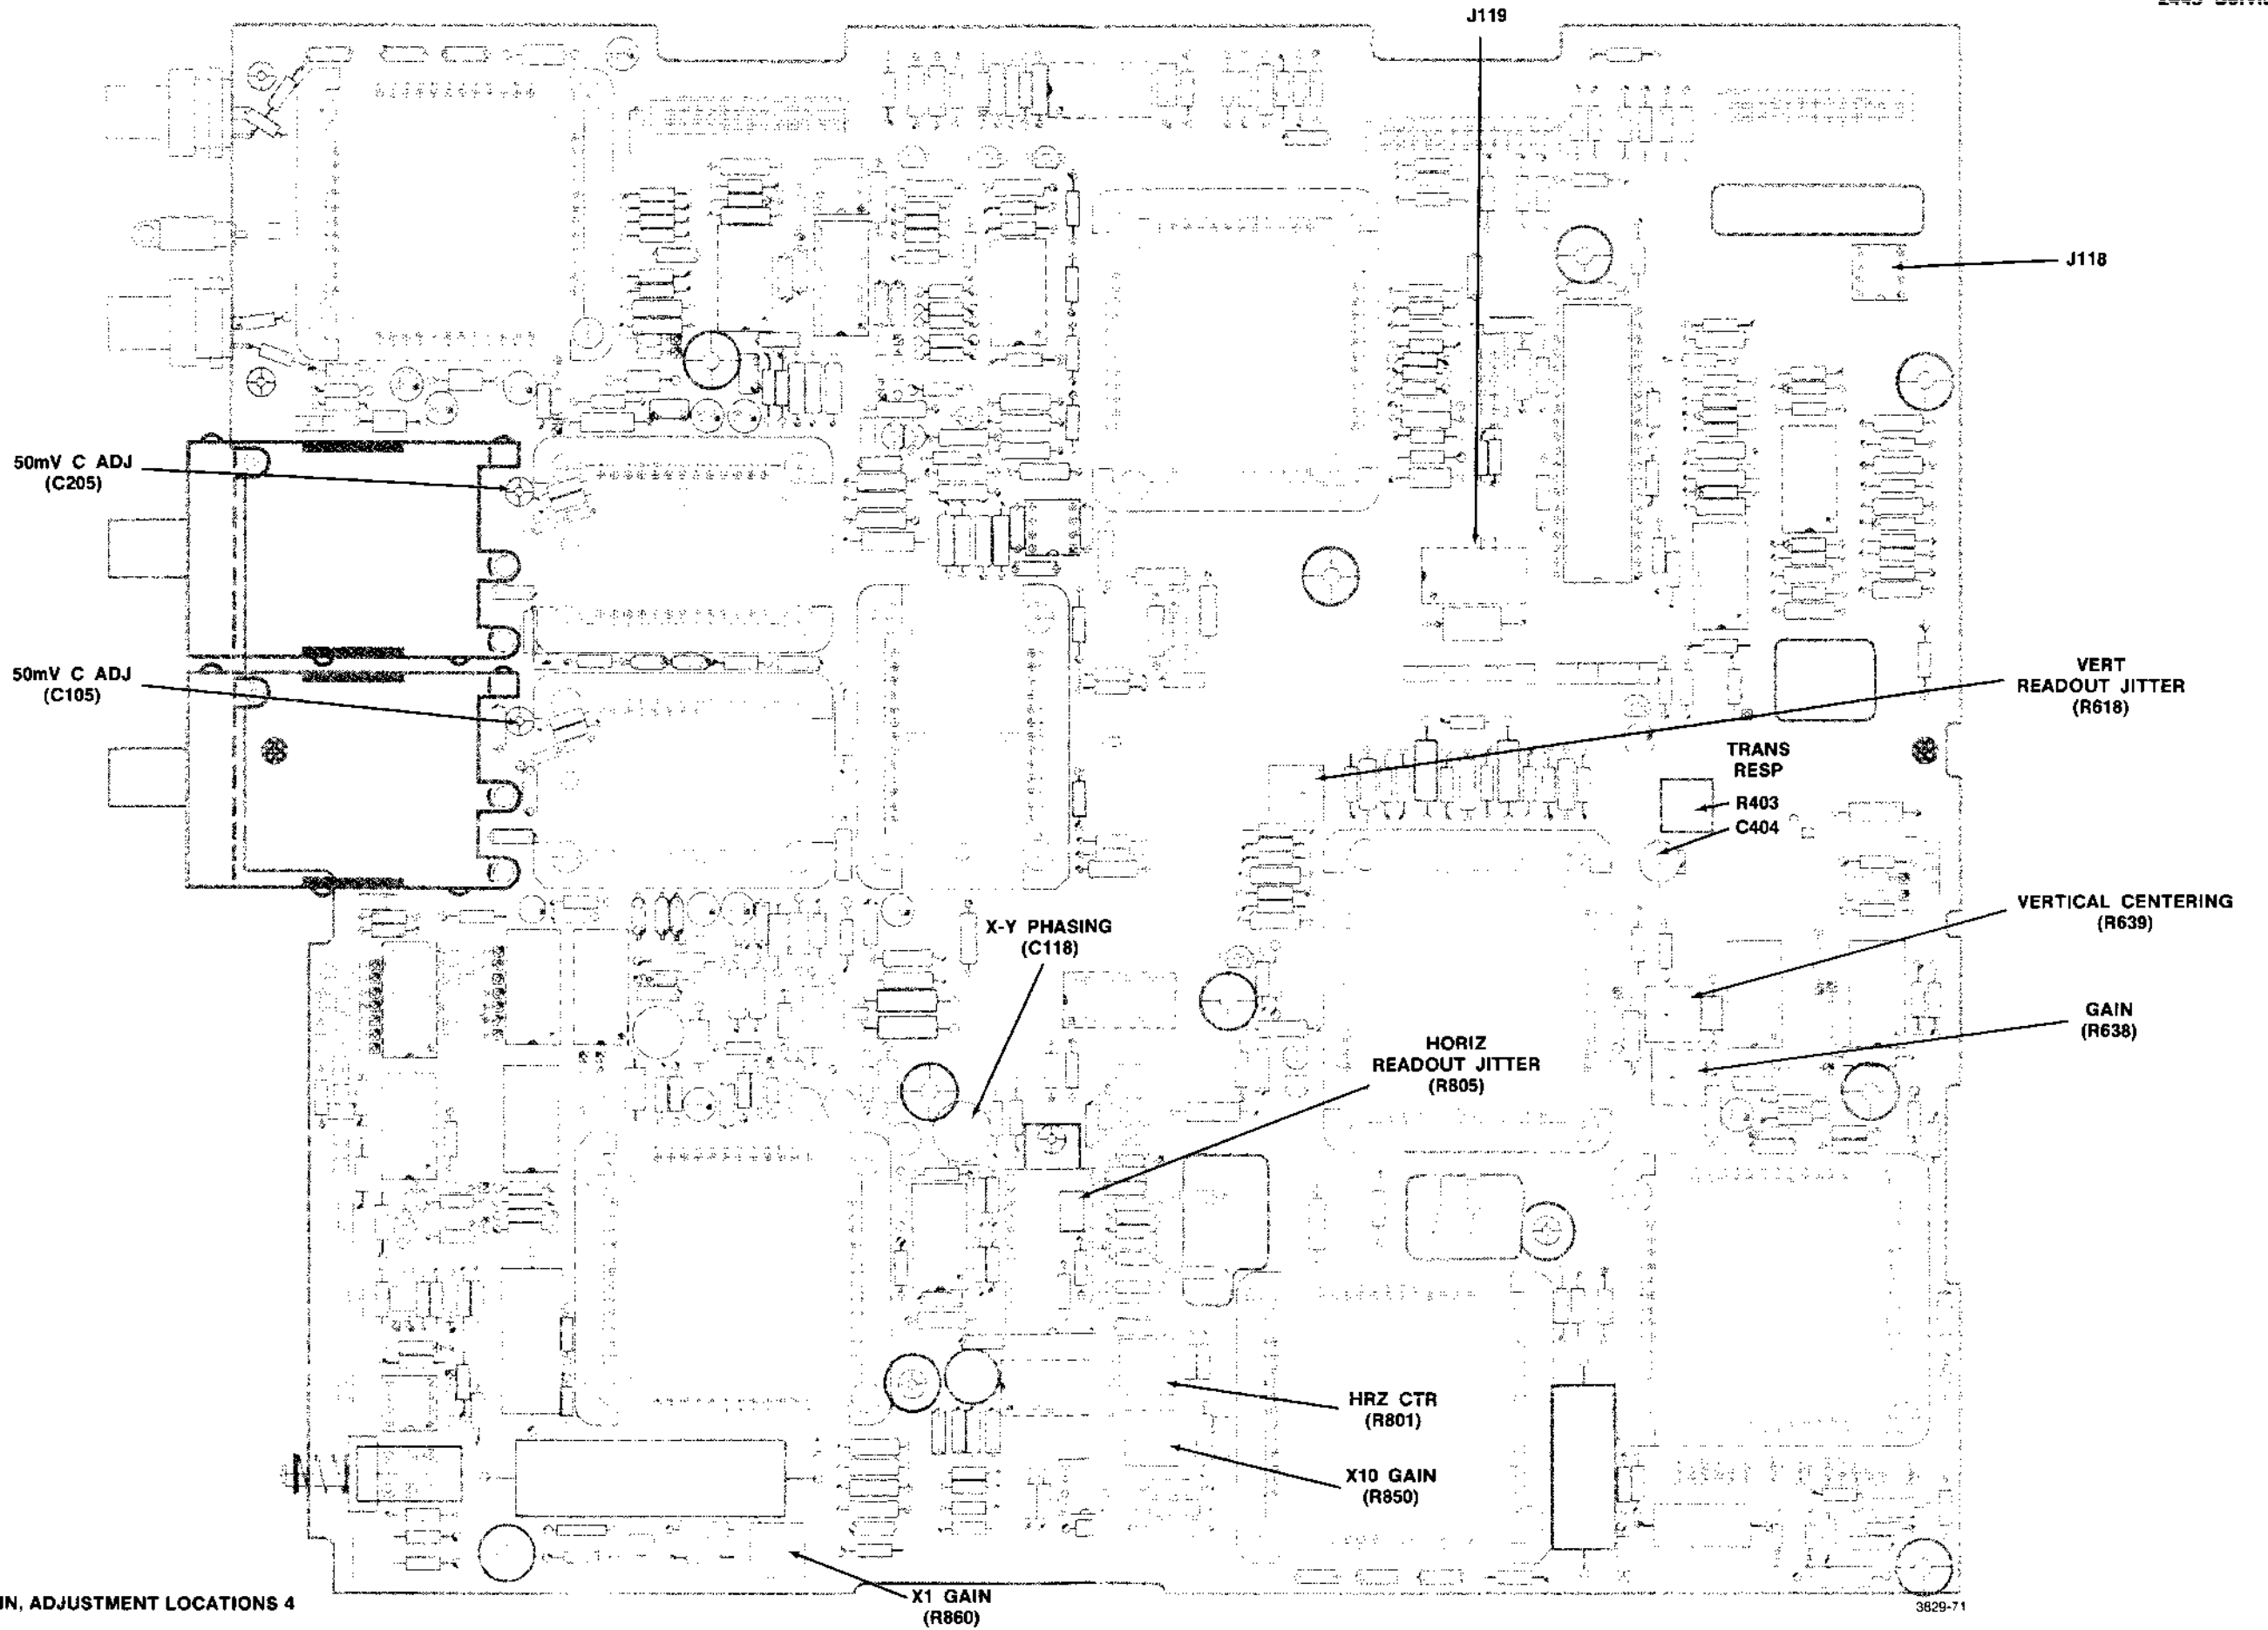 J119
J118
50mV C ADJ
(C205)
50mV C ADJ
(C105)
VERT
READOUT JITTER
(R618)
TRANS
RESP
R403
C404
VERTICAL CENTERING
(R639)
X-Y PHASING
(C118)
GAIN
(R638)
HORIZ
READOUT JITTER
(R805)
HRZ CTR
(R801)
X10 GAIN
(R850)
X1 GAIN
(R860)
IN, ADJUSTMENT LOCATIONS 4
3829-71